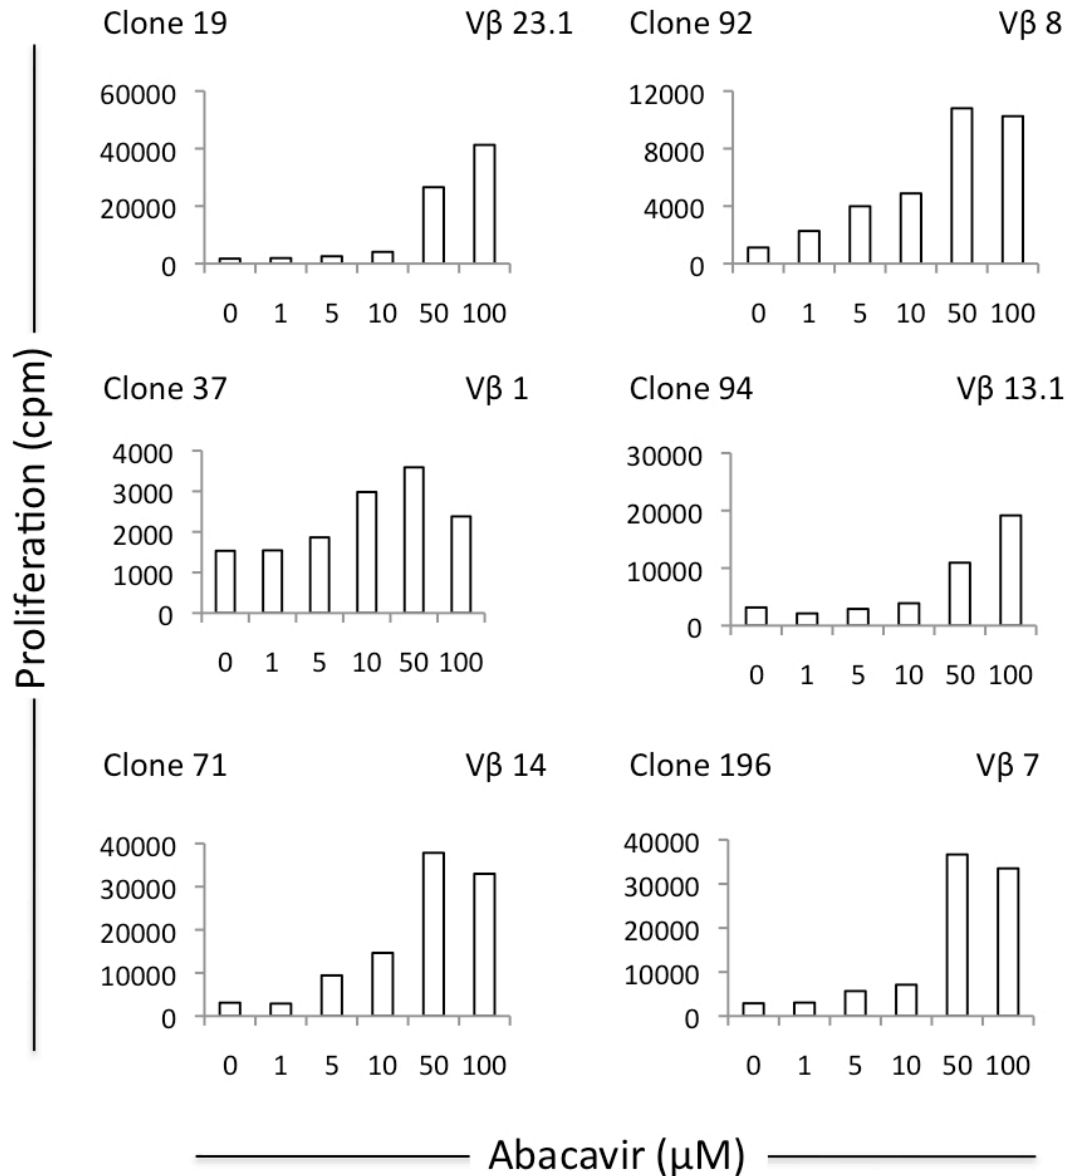 Clone 19 Vβ 23.1
60000
40000
20000
0
0 1 5 10 50 100
Clone 92 Vβ 8
12000
8000
4000
0
0 1 5 10 50 100
Clone 37 Vβ 1
4000
3000
2000
1000
0
0 1 5 10 50 100
Clone 94 Vβ 13.1
30000
20000
10000
0
0 1 5 10 50 100
Clone 71 Vβ 14
40000
30000
20000
10000
0
0 1 5 10 50 100
Clone 196 Vβ 7
40000
30000
20000
10000
0
0 1 5 10 50 100
Proliferation (cpm)
Abacavir (μM)